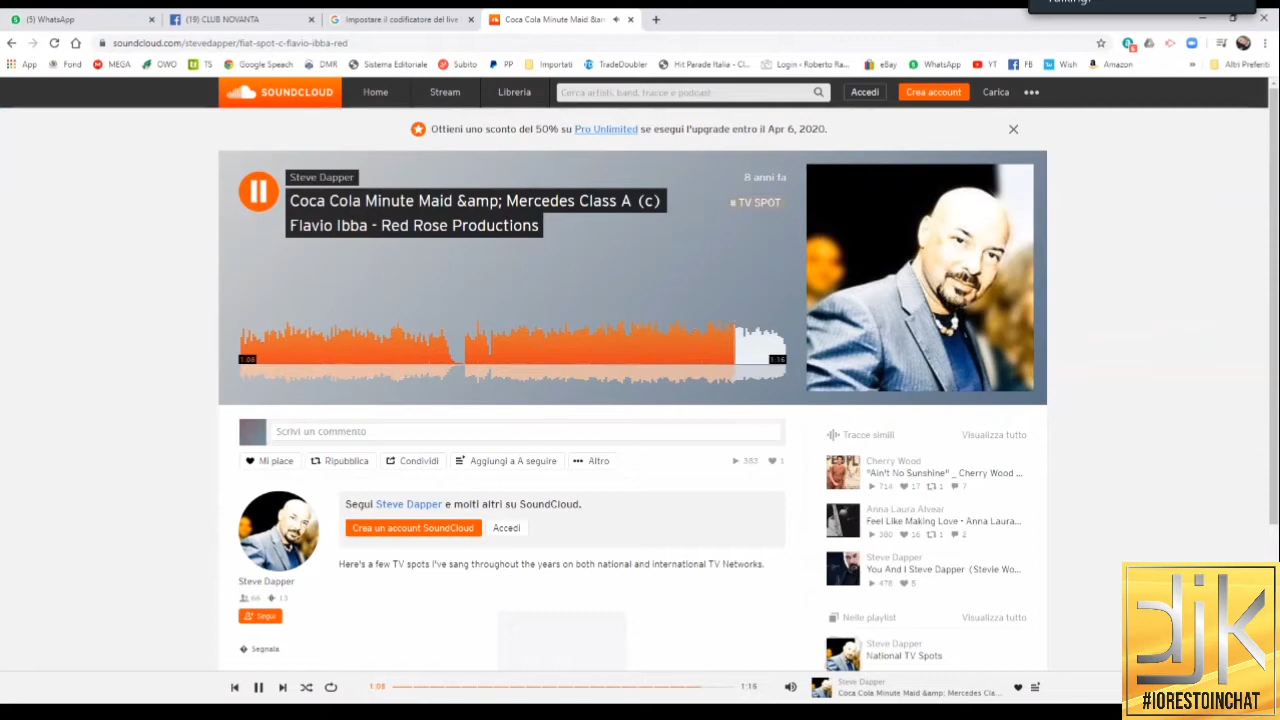 Talking:
(5) WhatsApp
(19) CLUB NOVANTA
Impostare il codificatore del live
Coca Cola Minute Maid &am
soundcloud.com/stevedapper/fiat-spot-c-flavio-ibba-red
App
Fond
MEGA
OWO
TS
Google Speach
DMR
Sistema Editoriale
Subito
PP
Importati
TradeDoubler
Hit Parade Italia - Cl...
Login ‹ Roberto Ra...
eBay
WhatsApp
YT
FB
Wish
Amazon
»
Altri Preferiti
SOUNDCLOUD
Home
Stream
Libreria
Cerca artisti, band, tracce e podcast
Accedi
Crea account
Carica
•••
Ottieni uno sconto del 50% su Pro Unlimited se esegui l'upgrade entro il Apr 6, 2020.
Steve Dapper
8 anni fa
Coca Cola Minute Maid &amp; Mercedes Class A (c)
Flavio Ibba - Red Rose Productions
# TV SPOT
1:08
1:16
Scrivi un commento
Mi piace
Ripubblica
Condividi
Aggiungi a A seguire
••• Altro
383
1
Segui Steve Dapper e molti altri su SoundCloud.
Crea un account SoundCloud
Accedi
Steve Dapper
66
13
Segui
Segnala
Here's a few TV spots I've sang throughout the years on both national and international TV Networks.
Tracce simili
Visualizza tutto
Cherry Wood
"Ain't No Sunshine" _ Cherry Wood ...
714
17
1
7
Anna Laura Alvear
Feel Like Making Love - Anna Laura...
380
16
1
2
Steve Dapper
You And I Steve Dapper (Stevie Wo...
478
5
Nelle playlist
Visualizza tutto
Steve Dapper
National TV Spots
1:08
1:16
Steve Dapper
Coca Cola Minute Maid &amp; Mercedes Cla...
djk
#IORESTOINCHAT